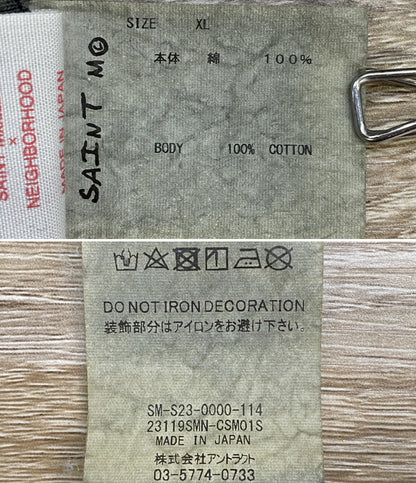 SIZE XL
本体 綿 100%
BODY 100% COTTON
SAINT M©
×
NEIGHBORHOOD
MADE IN JAPAN
DO NOT IRON DECORATION
装飾部分はアイロンをお避け下さい。
SM-S23-0000-114
23119SMN-CSM01S
MADE IN JAPAN
株式会社アントラクト
03-5774-0733